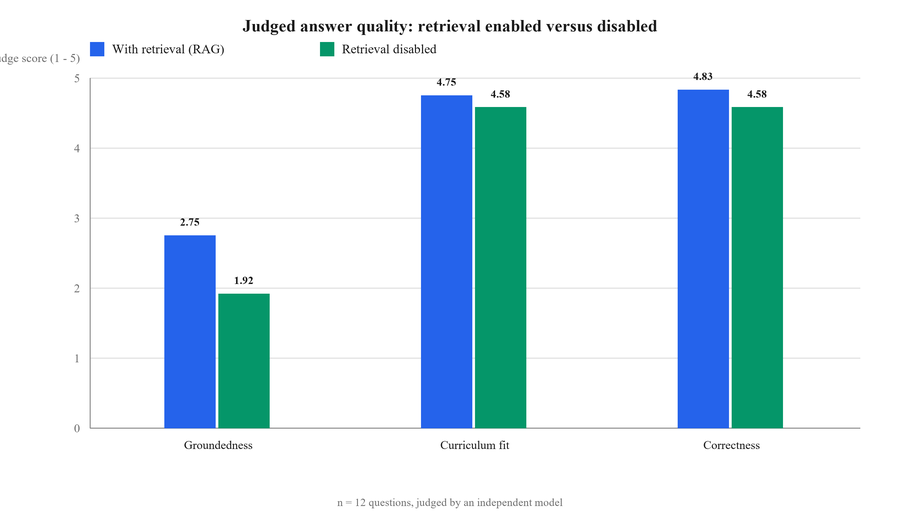 Judged answer quality: retrieval enabled versus disabled
With retrieval (RAG)
Retrieval disabled
score (1 - 5)
5
4
3
2
1
0
4.75
4.58
4.83
4.58
2.75
1.92
Groundedness
Curriculum fit
Correctness
n = 12 questions, judged by an independent model